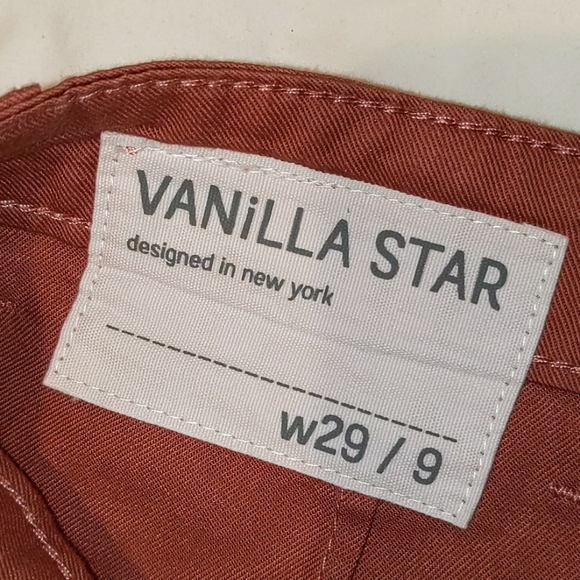 VANiLLA STAR
designed in new york
w29 / 9